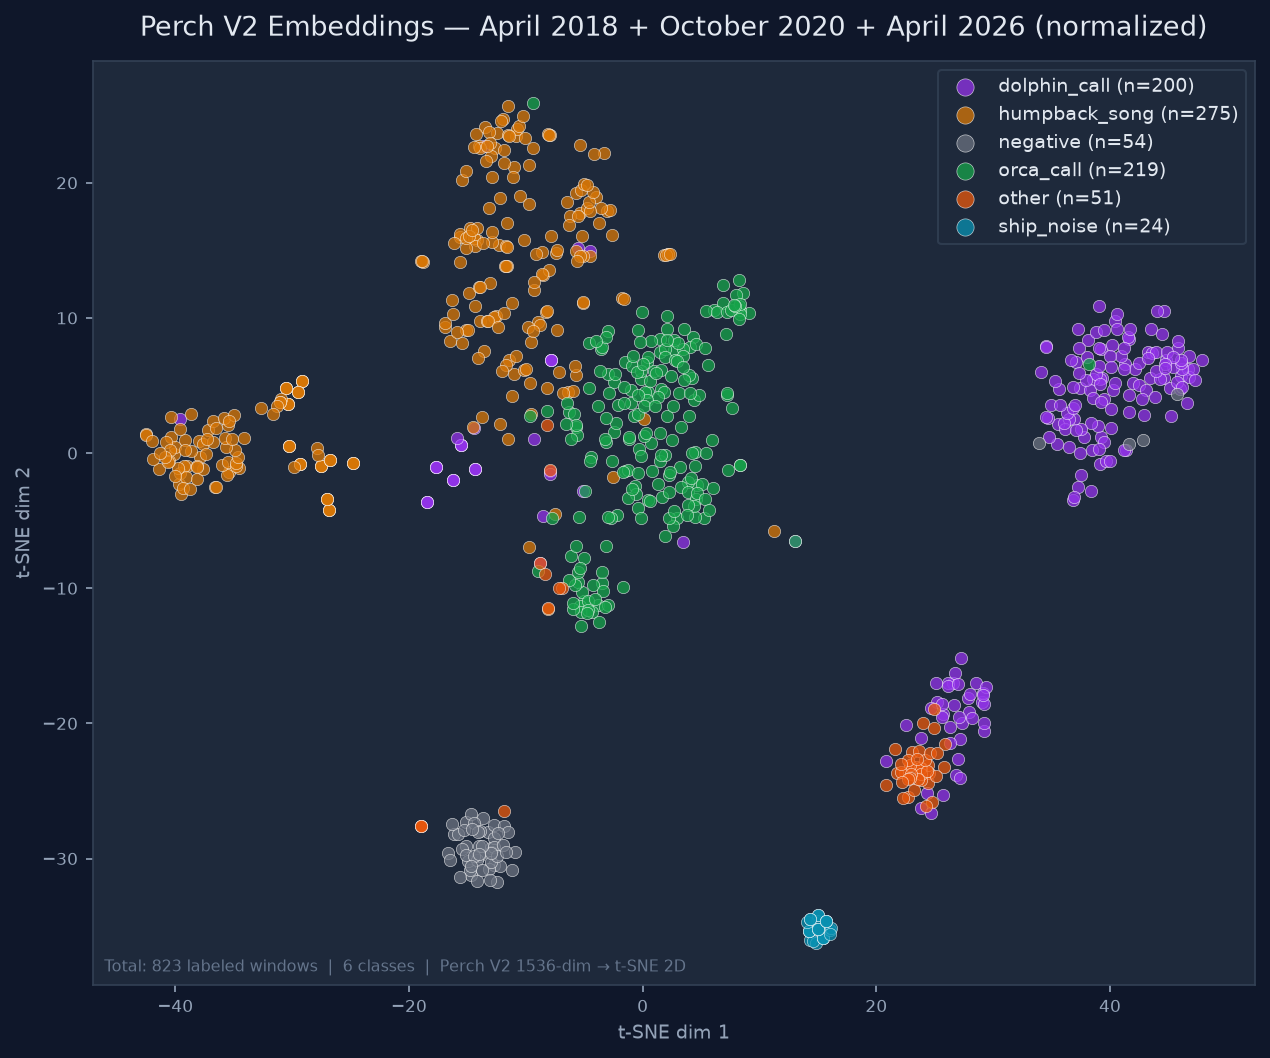 Perch V2 Embeddings — April 2018 + October 2020 + April 2026 (normalized)
dolphin_call (n=200)
humpback_song (n=275)
negative (n=54)
orca_call (n=219)
other (n=51)
ship_noise (n=24)
20
10
0
−10
−20
−30
t-SNE dim 2
Total: 823 labeled windows | 6 classes | Perch V2 1536-dim → t-SNE 2D
−40
−20
0
20
40
t-SNE dim 1